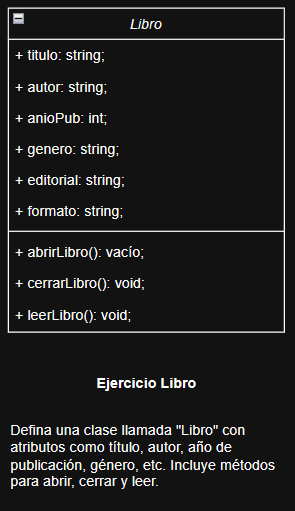 Libro
+ titulo: string;
+ autor: string;
+ anioPub: int;
+ genero: string;
+ editorial: string;
+ formato: string;
+ abrirLibro(): vacío;
+ cerrarLibro(): void;
+ leerLibro(): void;
Ejercicio Libro
Defina una clase llamada "Libro" con
atributos como título, autor, año de
publicación, género, etc. Incluye métodos
para abrir, cerrar y leer.